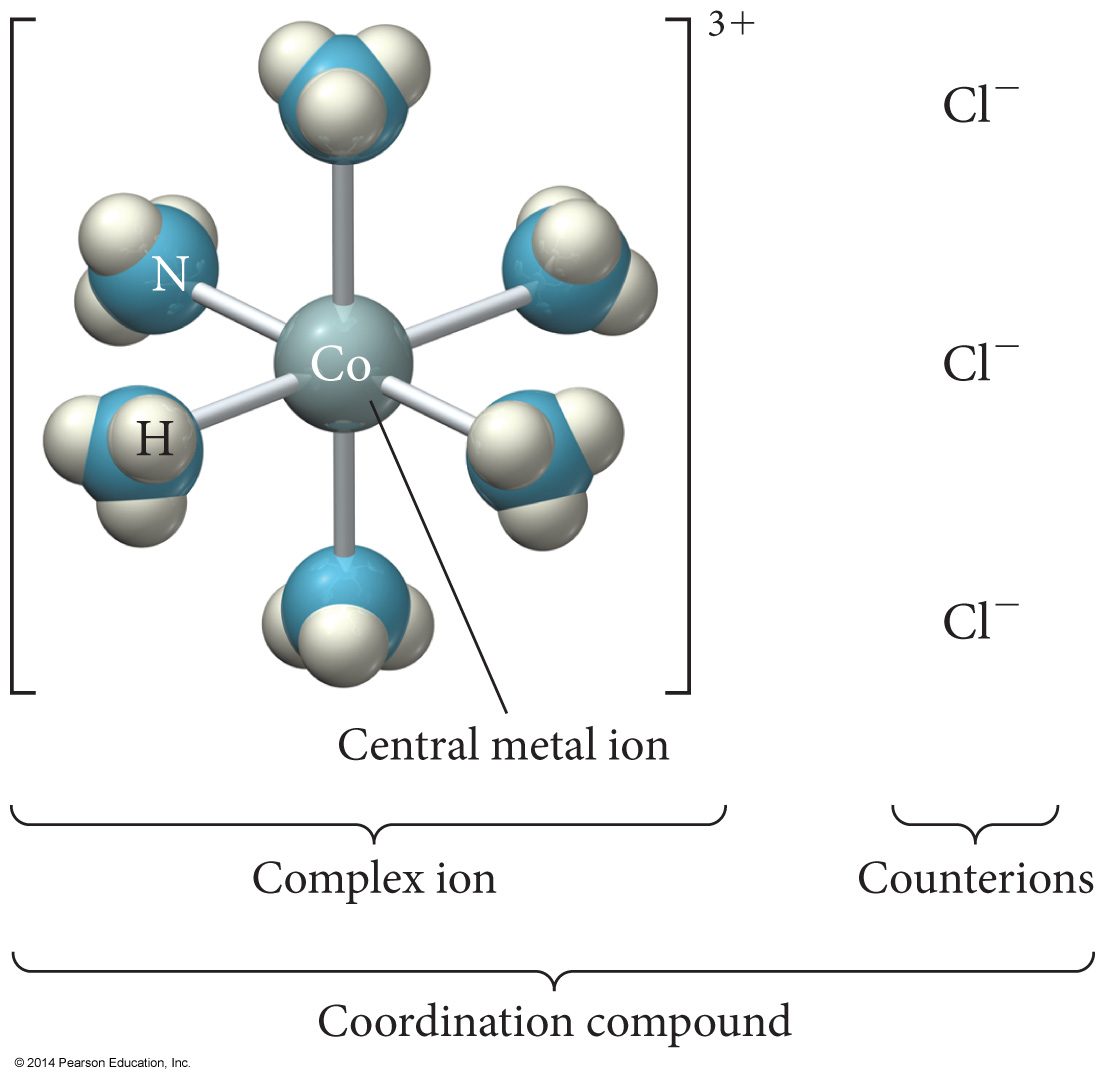 3+
Cl⁻
N
Co
Cl⁻
H
Cl⁻
Central metal ion
Complex ion
Counterions
Coordination compound
© 2014 Pearson Education, Inc.